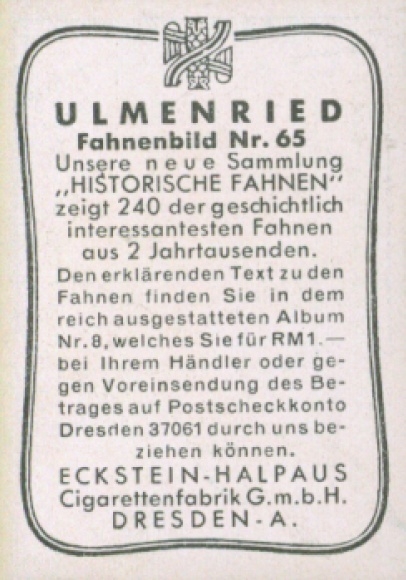 ULMENRIED
Fahnenbild Nr. 65
Unsere neue Sammlung
„HISTORISCHE FAHNEN“
zeigt 240 der geschichtlich
interessantesten Fahnen
aus 2 Jahrtausenden.
Den erklärenden Text zu den
Fahnen finden Sie in dem
reich ausgestatteten Album
Nr. 8, welches Sie für RM1.—
bei Ihrem Händler oder ge-
gen Voreinsendung des Be-
trages auf Postscheckkonto
Dresden 37061 durch uns be-
ziehen können.
ECKSTEIN-HALPAUS
Cigarettenfabrik G.m.b.H.
DRESDEN-A.